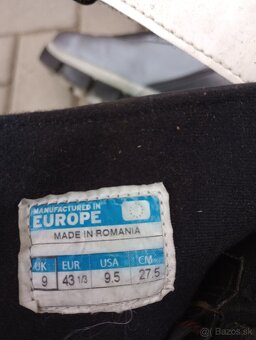 MANUFACTURED IN
EUROPE
MADE IN ROMANIA
UK EUR USA CM
9 43 1/3 9.5 27.5
Bazos.sk